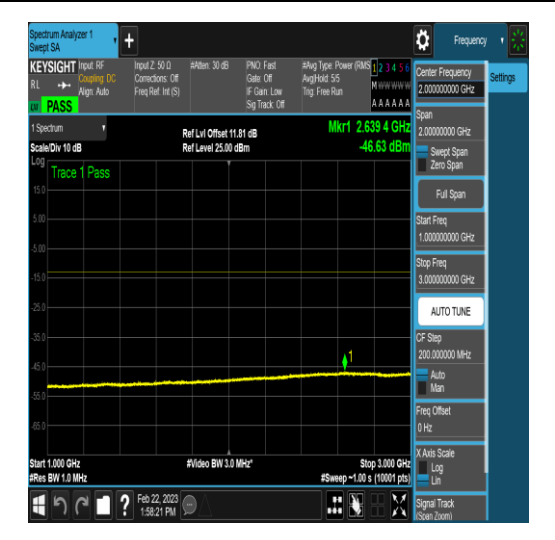 Spectrum Analyzer 1
Swept SA
+
Frequency
KEYSIGHT Input: RF Input Z: 50 Ω #Atten: 30 dB PNO: Fast #Avg Type: Power (RMS 1 2 3 4 5 6
RL Coupling: DC Corrections: Off Gate: Off Avg|Hold: 5/5 M W W W W W
Align: Auto Freq Ref: Int (S) IF Gain: Low Trig: Free Run
Sig Track: Off A A A A A A
PASS
1 Spectrum
Ref Lvl Offset 11.81 dB Mkr1 2.639 4 GHz
Scale/Div 10 dB Ref Level 25.00 dBm -46.63 dBm
Log
Trace 1 Pass
15.0
5.00
-5.00
-15.0
-25.0
-35.0
-45.0
-55.0
-65.0
1
Start 1.000 GHz #Video BW 3.0 MHz* Stop 3.000 GHz
#Res BW 1.0 MHz #Sweep ~1.00 s (10001 pts)
? Feb 22, 2023
1:58:21 PM
Center Frequency
2.000000000 GHz
Settings
Span
2.00000000 GHz
Swept Span
Zero Span
Full Span
Start Freq
1.000000000 GHz
Stop Freq
3.000000000 GHz
AUTO TUNE
CF Step
200.000000 MHz
Auto
Man
Freq Offset
0 Hz
X Axis Scale
Log
Lin
Signal Track
(Span Zoom)